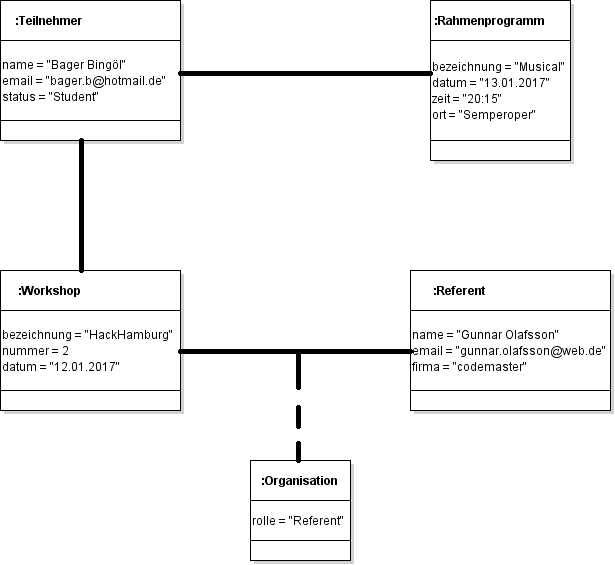 :Teilnehmer
name = "Bager Bingöl"
email = "bager.b@hotmail.de"
status = "Student"
:Rahmenprogramm
bezeichnung = "Musical"
datum = "13.01.2017"
zeit = "20:15"
ort = "Semperoper"
:Workshop
bezeichnung = "HackHamburg"
nummer = 2
datum = "12.01.2017"
:Referent
name = "Gunnar Olafsson"
email = "gunnar.olafsson@web.de"
firma = "codemaster"
:Organisation
rolle = "Referent"